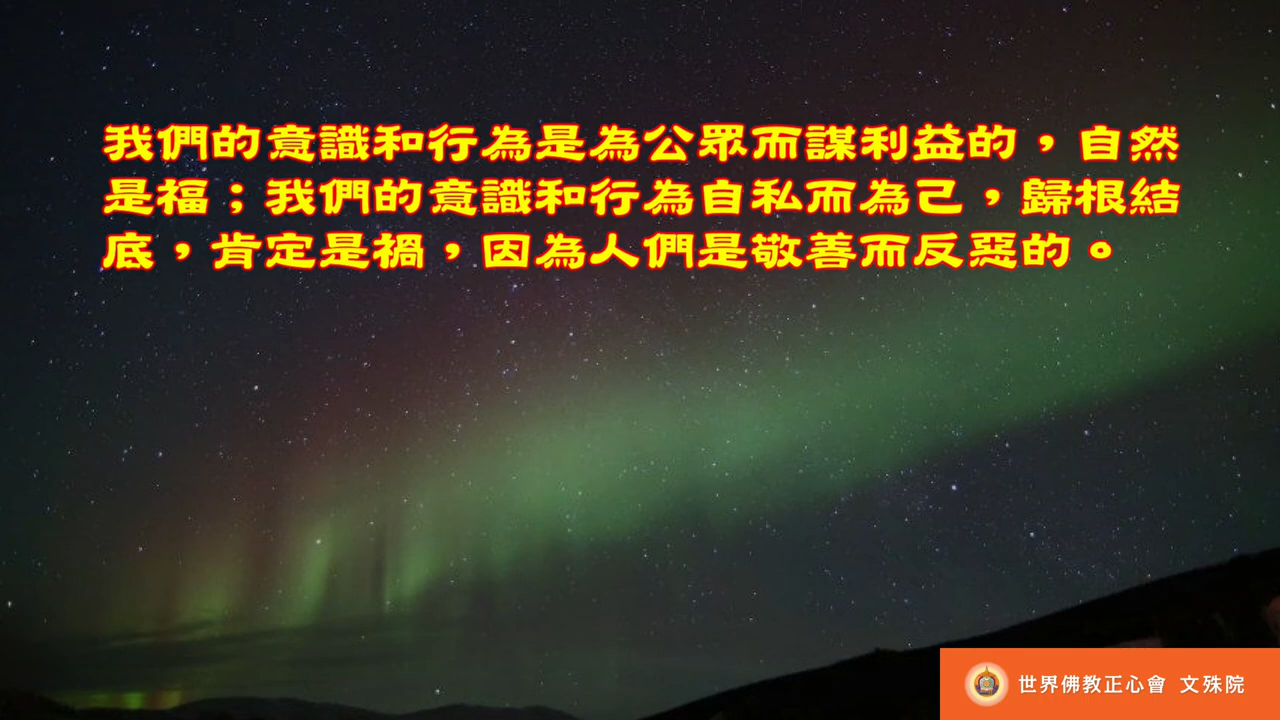 我們的意識和行為是為公眾而謀利益的，自然
是福；我們的意識和行為自私而為己，歸根結
底，肯定是禍，因為人們是敬善而反惡的。
世界佛教正心會 文殊院